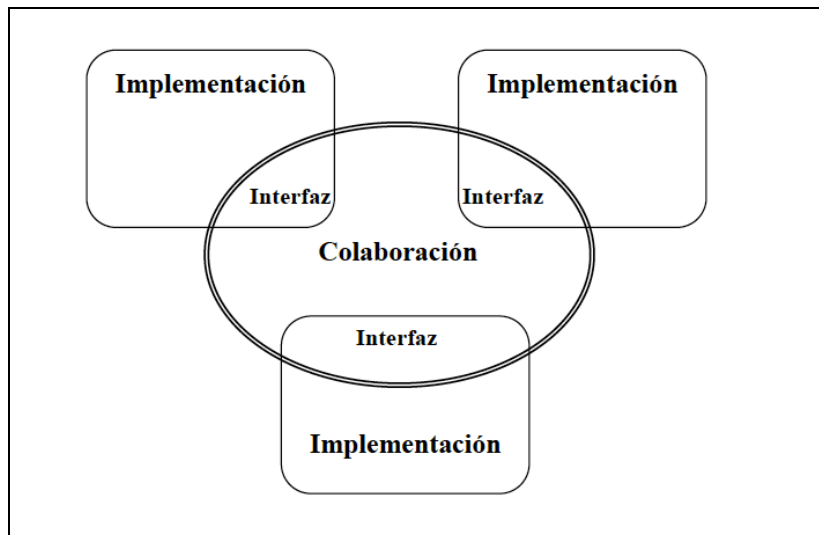 Implementación
Implementación
Interfaz
Interfaz
Colaboración
Interfaz
Implementación